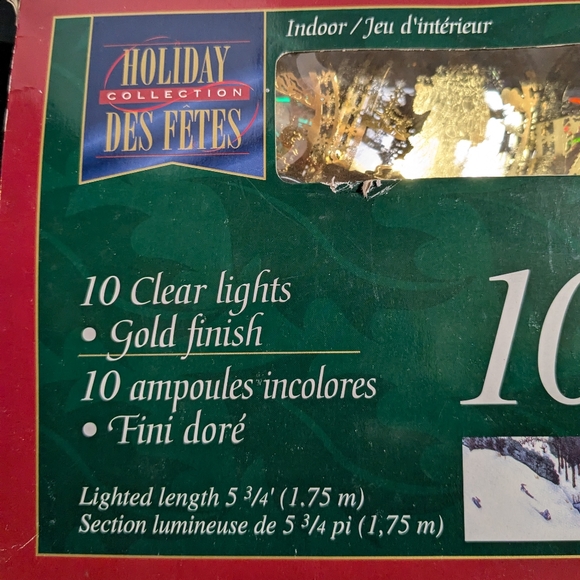 Indoor / Jeu d'intérieur
HOLIDAY
COLLECTION
DES FÊTES
10 Clear lights
• Gold finish
10
10 ampoules incolores
• Fini doré
Lighted length 5 3/4' (1.75 m)
Section lumineuse de 5 3/4 pi (1,75 m)